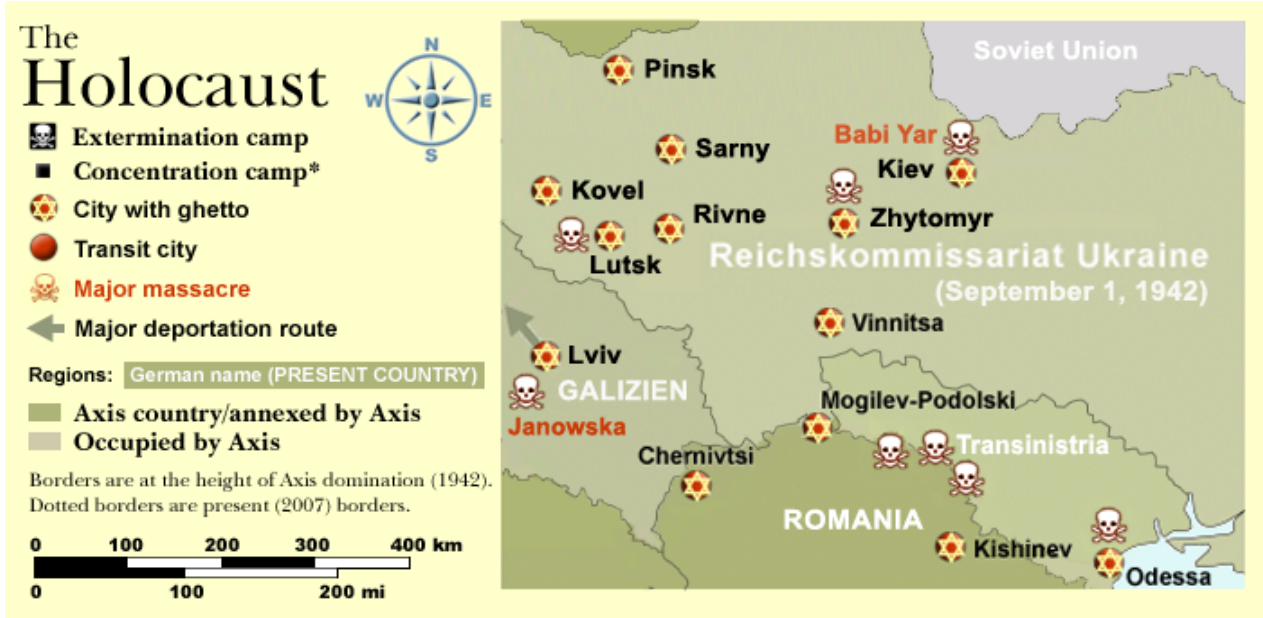 The
Holocaust
N
W
E
S
Extermination camp
Concentration camp*
City with ghetto
Transit city
Major massacre
Major deportation route
Regions: German name (PRESENT COUNTRY)
Axis country/annexed by Axis
Occupied by Axis
Borders are at the height of Axis domination (1942).
Dotted borders are present (2007) borders.
0 100 200 300 400 km
0 100 200 mi
Soviet Union
Pinsk
Babi Yar
Sarny
Kiev
Kovel
Rivne
Zhytomyr
Lutsk
Reichskommissariat Ukraine
(September 1, 1942)
Vinnitsa
Lviv
GALIZIEN
Mogilev-Podolski
Janowska
Transinistria
Chernivtsi
ROMANIA
Kishinev
Odessa